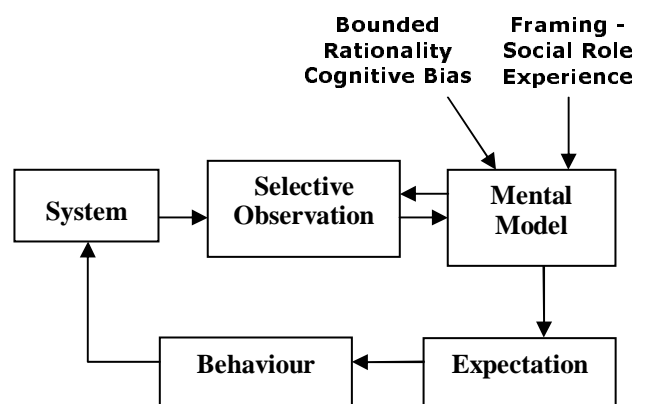 Bounded
Rationality
Cognitive Bias
Framing -
Social Role
Experience
System
Selective
Observation
Mental
Model
Behaviour
Expectation